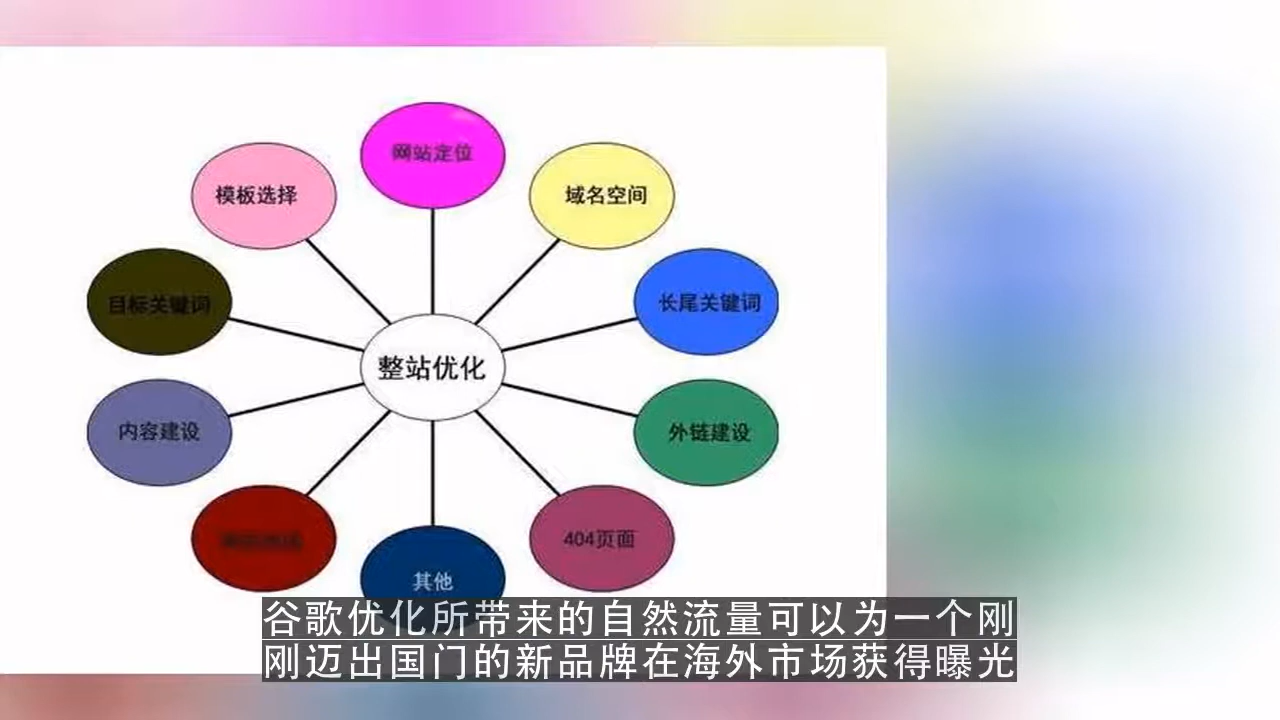 网站定位
模板选择
域名空间
目标关键词
长尾关键词
整站优化
内容建设
外链建设
404页面
其他
谷歌优化所带来的自然流量可以为一个刚
刚迈出国门的新品牌在海外市场获得曝光